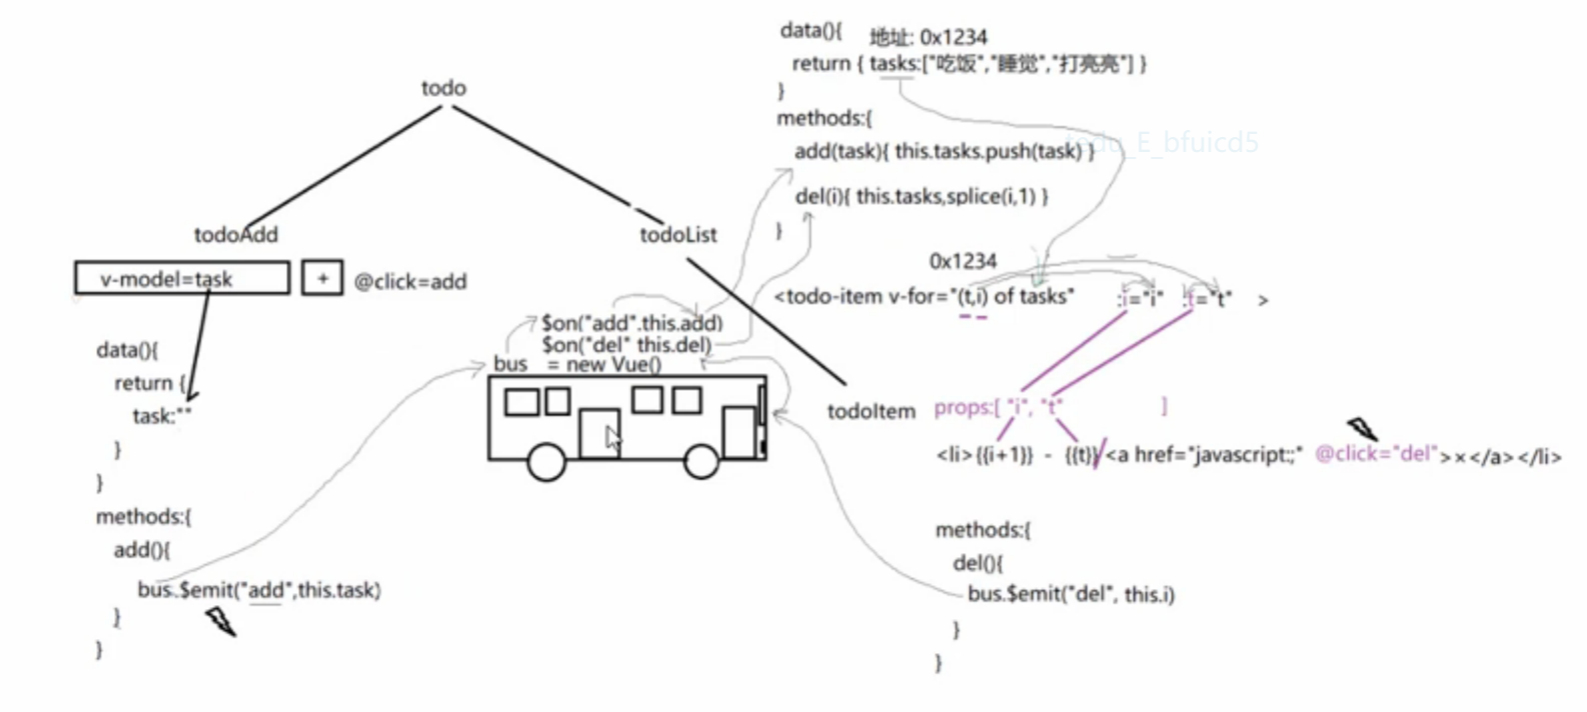 data(){ 地址: 0x1234
return { tasks:["吃饭","睡觉","打亮亮"] }
}
methods:{
add(task){ this.tasks.push(task) }
del(i){ this.tasks,splice(i,1) }
}
tedu_E_bfuicd5
todo
todoAdd
todoList
v-model=task
+
@click=add
0x1234
<todo-item v-for="(t,i) of tasks" :i="i" :t="t" >
$on("add".this.add)
$on("del" this.del)
bus = new Vue()
data(){
return {
task:""
}
}
methods:{
add(){
bus.$emit("add",this.task)
}
}
todoItem
props:[ "i", "t" ]
<li>{{i+1}} - {{t}}<a href="javascript:;" @click="del">×</a></li>
methods:{
del(){
bus.$emit("del", this.i)
}
}